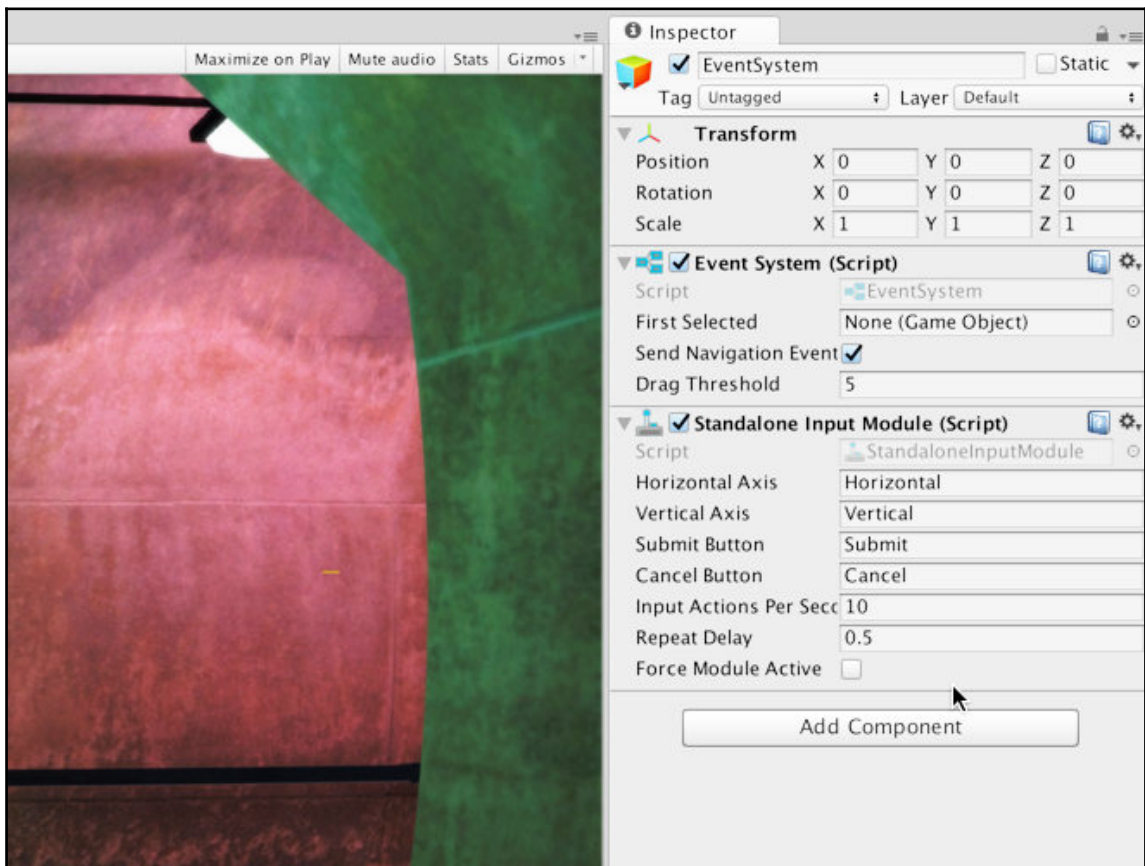 Inspector
Maximize on Play Mute audio Stats Gizmos
EventSystem Static
Tag Untagged Layer Default
Transform
Position X 0 Y 0 Z 0
Rotation X 0 Y 0 Z 0
Scale X 1 Y 1 Z 1
Event System (Script)
Script EventSystem
First Selected None (Game Object)
Send Navigation Event
Drag Threshold 5
Standalone Input Module (Script)
Script StandaloneInputModule
Horizontal Axis Horizontal
Vertical Axis Vertical
Submit Button Submit
Cancel Button Cancel
Input Actions Per Secc 10
Repeat Delay 0.5
Force Module Active
Add Component